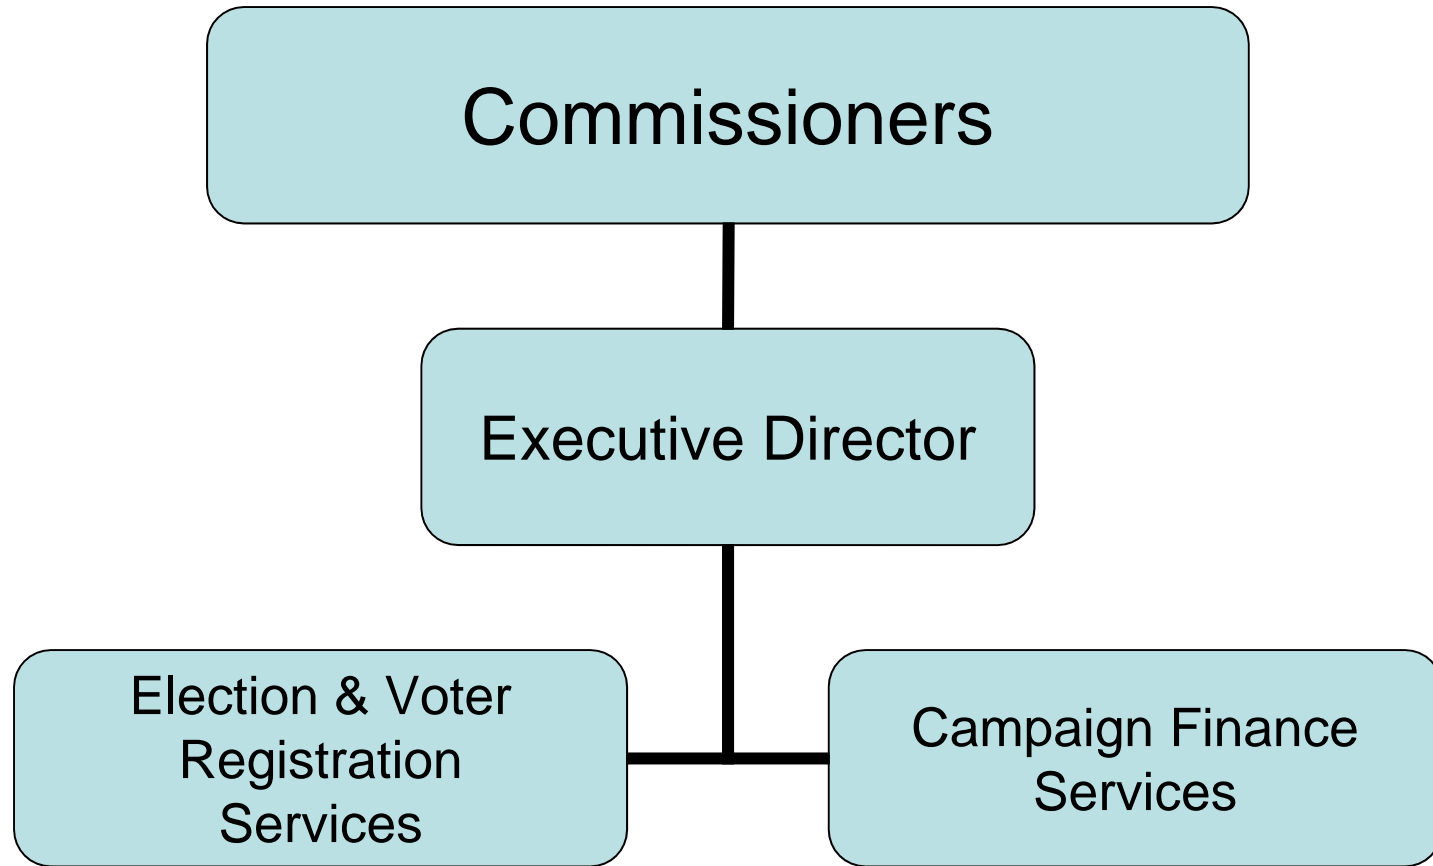 Commissioners
Executive Director
Election & Voter
Registration
Services
Campaign Finance
Services